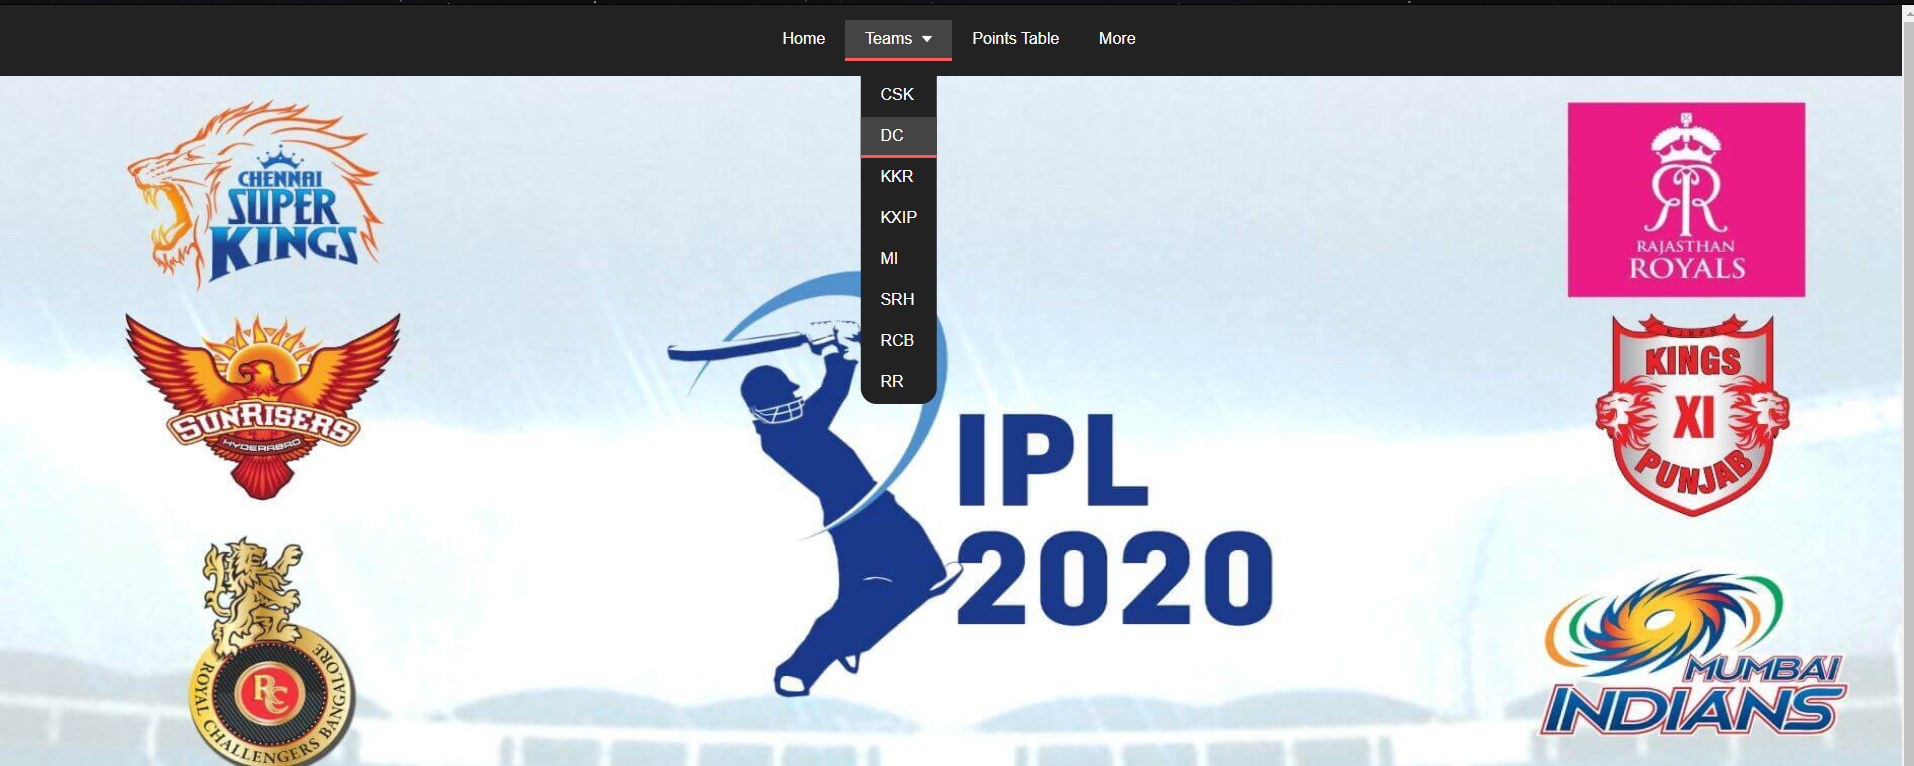 Home
Teams
Points Table
More
CSK
DC
KKR
KXIP
MI
SRH
RCB
RR
CHENNAI
SUPER
KINGS
SUNRISERS
HYDERABAD
RC
ROYAL CHALLENGERS BANGALORE
IPL
2020
R
RAJASTHAN
ROYALS
KINGS
XI
PUNJAB
MUMBAI
INDIANS